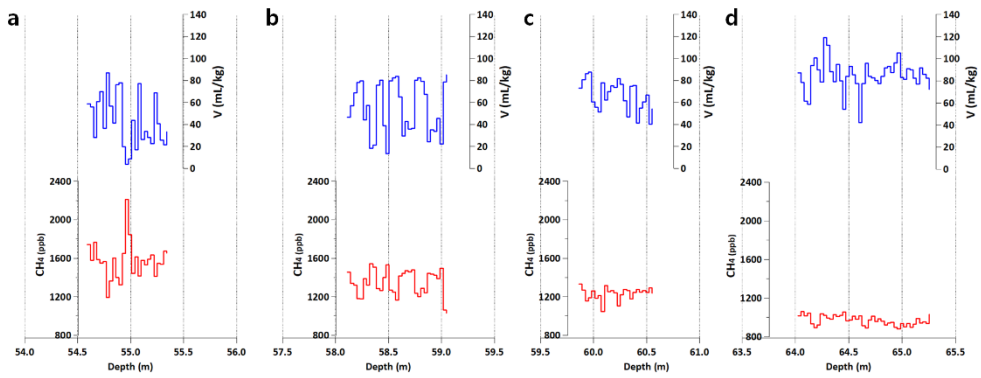 a b c d
140 140 140 140
120 120 120 120
100 100 100 100
80 80 80 80
60 60 60 60
40 40 40 40
20 20 20 20
0 0 0 0
V (mL/kg) V (mL/kg) V (mL/kg) V (mL/kg)
2400 2400 2400 2400
2000 2000 2000 2000
1600 1600 1600 1600
1200 1200 1200 1200
800 800 800 800
CH4 (ppb) CH4 (ppb) CH4 (ppb) CH4 (ppb)
54.0 54.5 55.0 55.5 56.0 57.5 58.0 58.5 59.0 59.5 59.5 60.0 60.5 61.0 63.5 64.0 64.5 65.0 65.5
Depth (m) Depth (m) Depth (m) Depth (m)